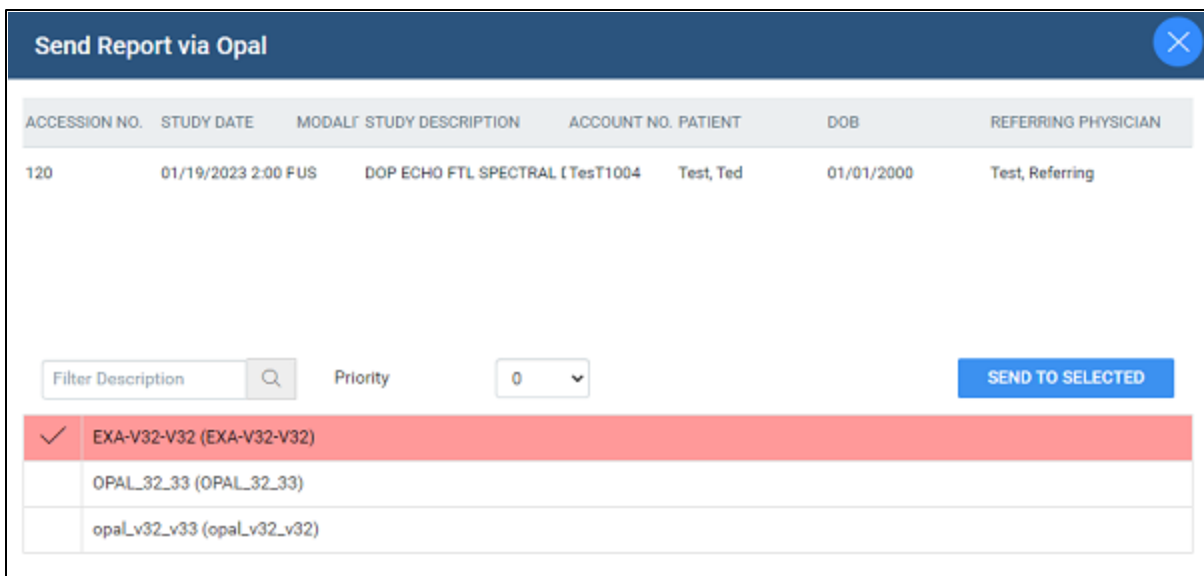 Send Report via Opal
ACCESSION NO. STUDY DATE MODALI STUDY DESCRIPTION ACCOUNT NO. PATIENT DOB REFERRING PHYSICIAN
120 01/19/2023 2:00 F US DOP ECHO FTL SPECTRAL TesT1004 Test, Ted 01/01/2000 Test, Referring
Filter Description Priority 0 SEND TO SELECTED
EXA-V32-V32 (EXA-V32-V32)
OPAL_32_33 (OPAL_32_33)
opal_v32_v33 (opal_v32_v32)